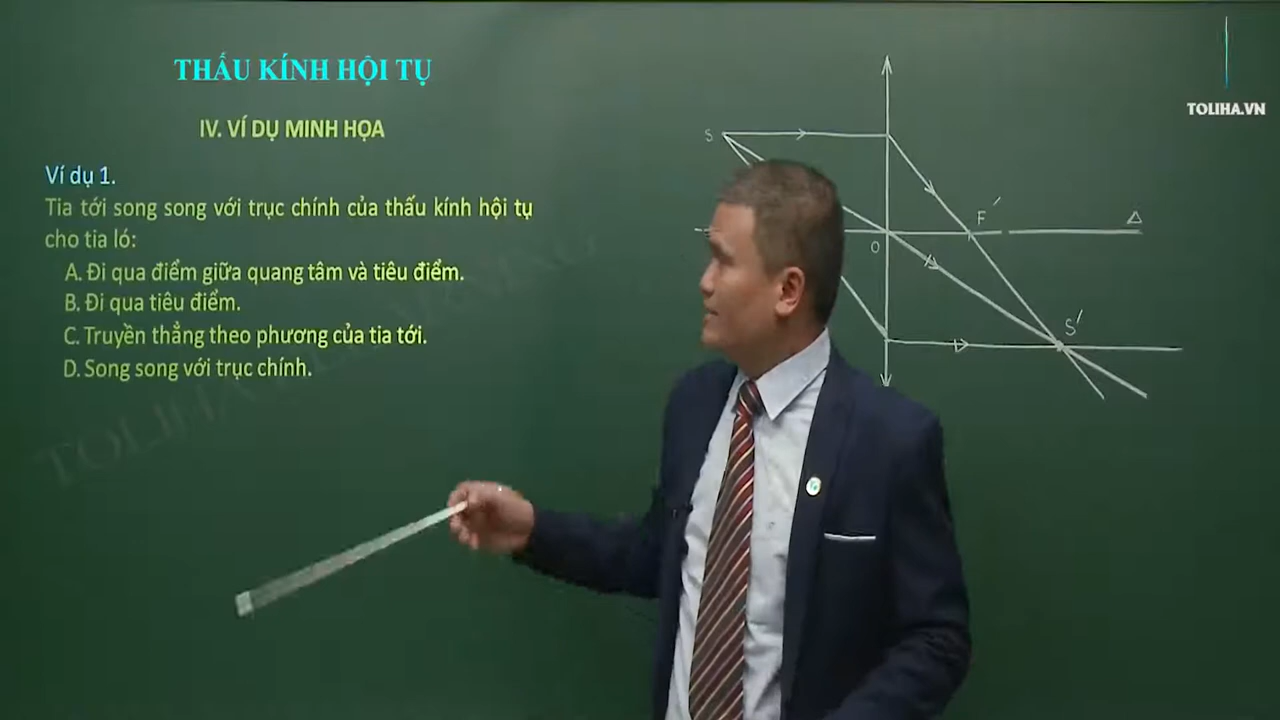 THẤU KÍNH HỘI TỤ
IV. VÍ DỤ MINH HỌA
Ví dụ 1.
Tia tới song song với trục chính của thấu kính hội tụ
cho tia ló:
A. Đi qua điểm giữa quang tâm và tiêu điểm.
B. Đi qua tiêu điểm.
C. Truyền thẳng theo phương của tia tới.
D. Song song với trục chính.
TOLIHA.VN
S
F′
Δ
O
S′